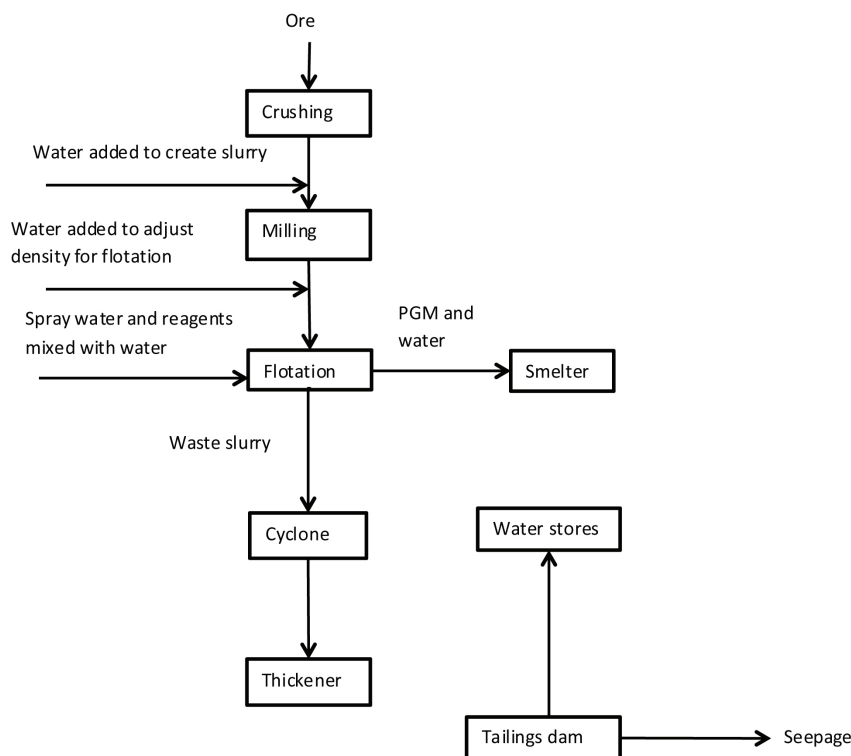 Ore
Crushing
Water added to create slurry
Water added to adjust
density for flotation
Milling
Spray water and reagents
mixed with water
PGM and
water
Flotation
Smelter
Waste slurry
Cyclone
Water stores
Thickener
Tailings dam
Seepage